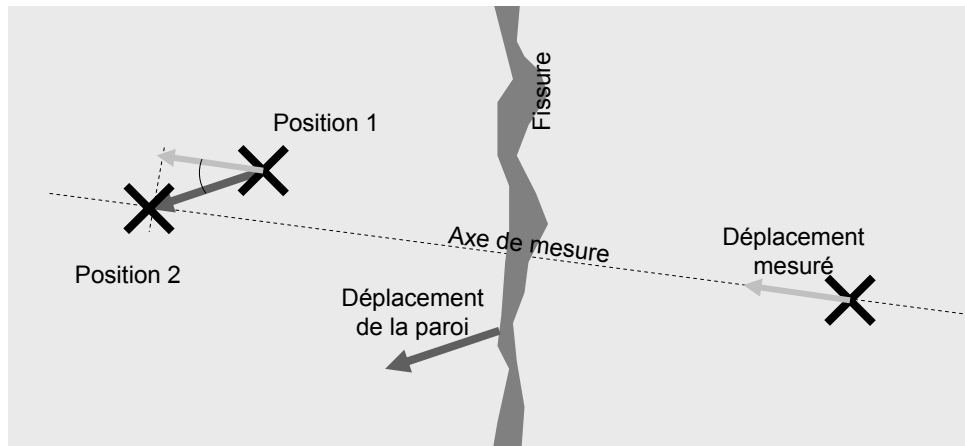 Fissure
Position 1
Axe de mesure
Déplacement
mesuré
Position 2
Déplacement
de la paroi